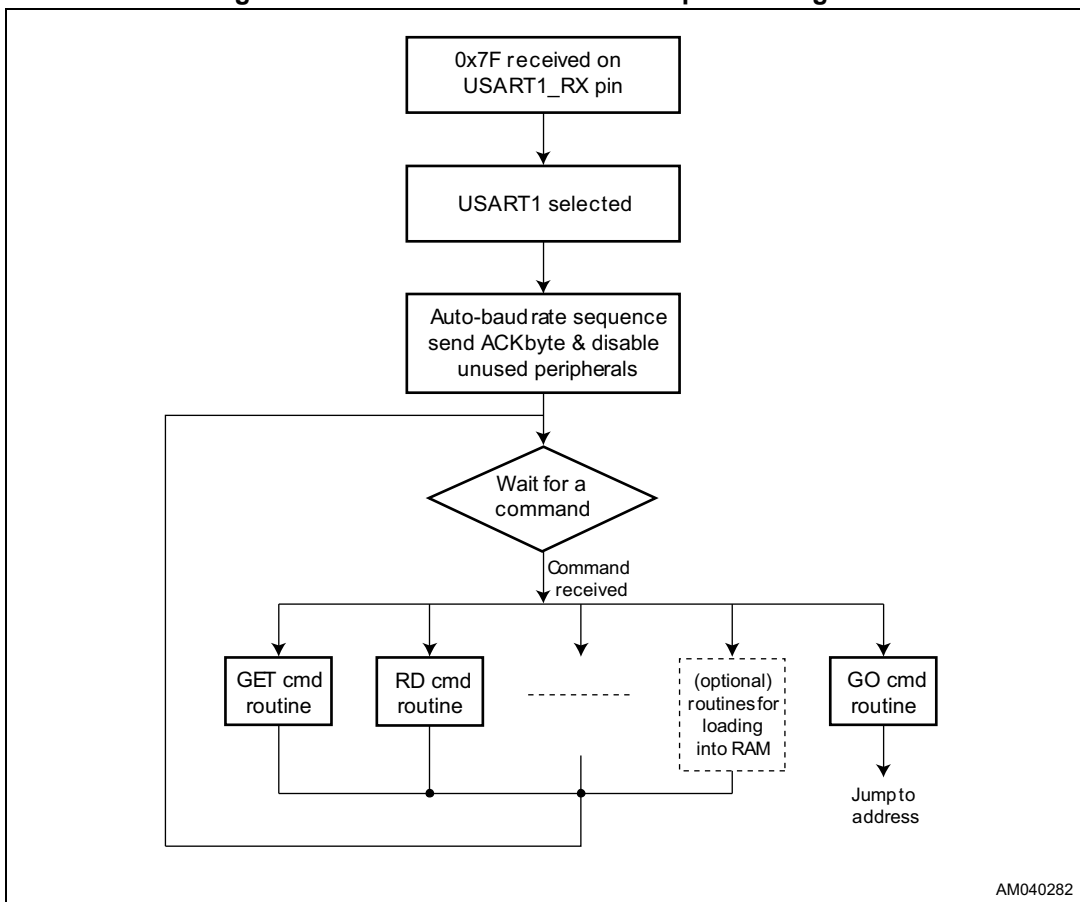 0x7F received on
USART1_RX pin
USART1 selected
Auto-baud rate sequence
send ACK byte & disable
unused peripherals
Wait for a
command
Command
received
GET cmd
routine
RD cmd
routine
(optional)
routines for
loading
into RAM
GO cmd
routine
Jump to
address
AM040282